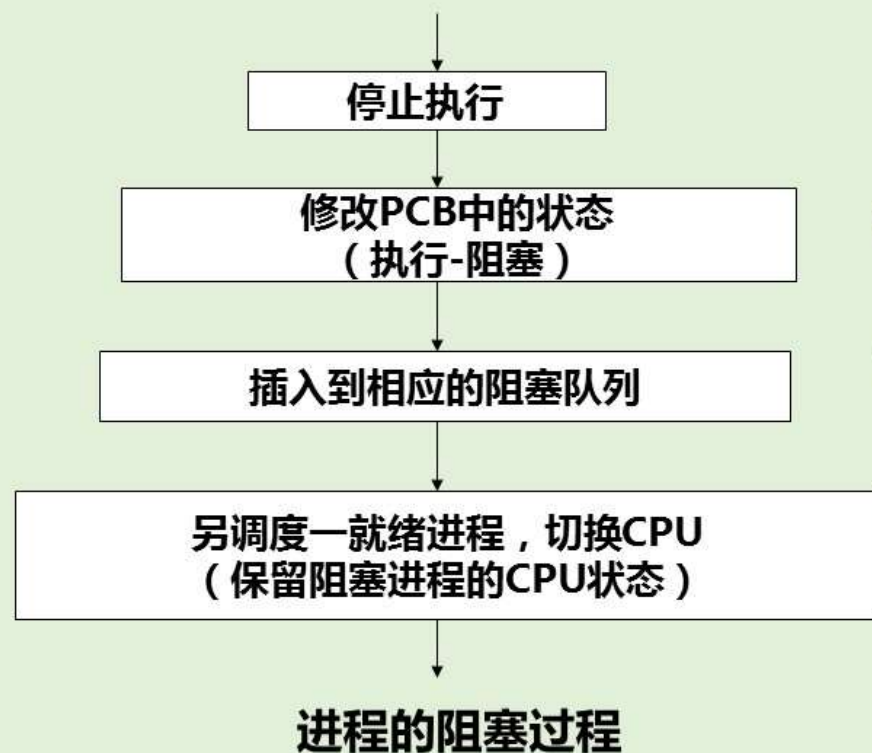 停止执行
修改PCB中的状态
（执行-阻塞）
插入到相应的阻塞队列
另调度一就绪进程，切换CPU
（保留阻塞进程的CPU状态）
进程的阻塞过程